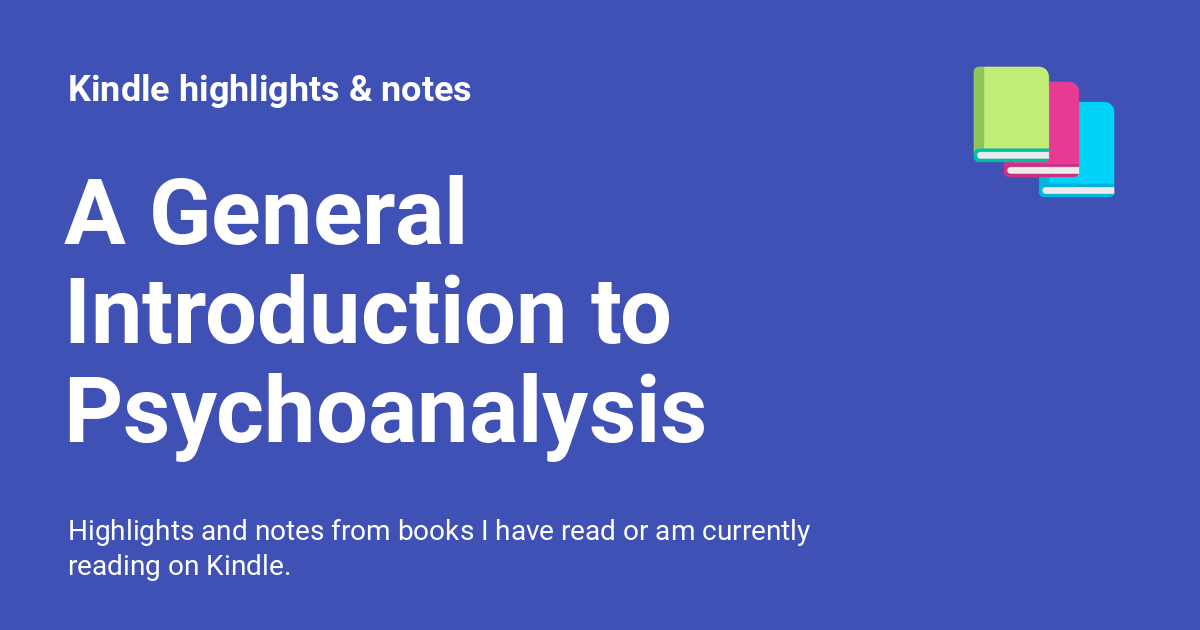 Kindle highlights & notes
A General
Introduction to
Psychoanalysis
Highlights and notes from books I have read or am currently
reading on Kindle.